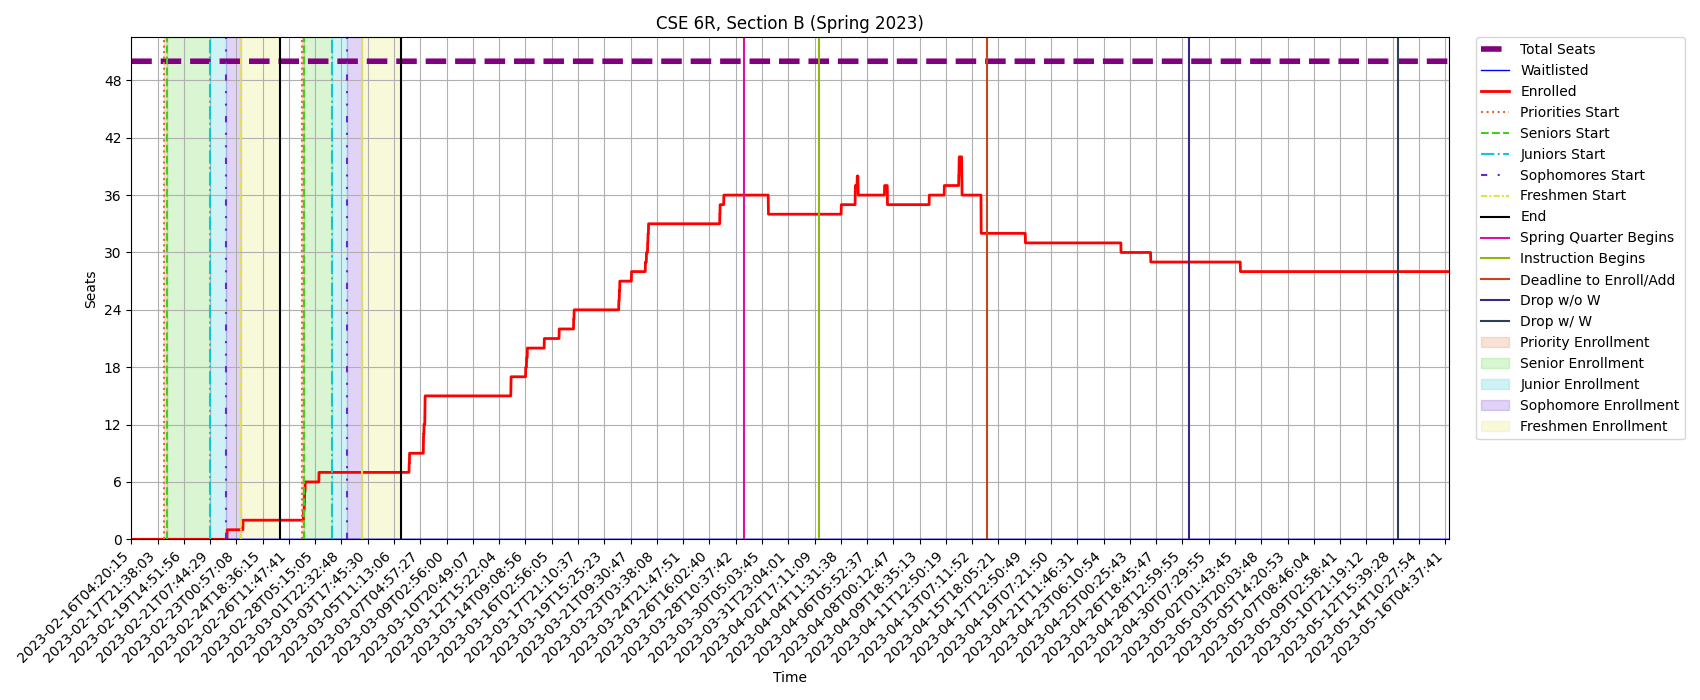 CSE 6R, Section B (Spring 2023)
Seats
48
42
36
30
24
18
12
6
0
2023-02-16T04:20:15
2023-02-17T21:38:03
2023-02-19T14:51:56
2023-02-21T07:44:29
2023-02-23T00:57:08
2023-02-24T18:36:15
2023-02-26T11:47:41
2023-02-28T05:15:05
2023-03-01T22:32:48
2023-03-03T17:45:30
2023-03-05T11:13:06
2023-03-07T04:57:27
2023-03-09T02:56:00
2023-03-10T20:49:07
2023-03-12T15:22:04
2023-03-14T09:08:56
2023-03-16T02:56:05
2023-03-17T21:10:37
2023-03-19T15:25:23
2023-03-21T09:30:47
2023-03-23T03:38:08
2023-03-24T21:47:51
2023-03-26T16:02:40
2023-03-28T10:37:42
2023-03-30T05:03:45
2023-03-31T23:04:01
2023-04-02T17:11:09
2023-04-04T11:31:38
2023-04-06T05:52:37
2023-04-08T00:12:47
2023-04-09T18:35:13
2023-04-11T12:50:19
2023-04-13T07:11:52
2023-04-15T18:05:21
2023-04-17T12:50:49
2023-04-19T07:21:50
2023-04-21T11:46:31
2023-04-23T06:10:54
2023-04-25T00:25:43
2023-04-26T18:45:47
2023-04-28T12:59:55
2023-04-30T07:29:55
2023-05-02T01:43:45
2023-05-03T20:03:48
2023-05-05T14:20:53
2023-05-07T08:46:04
2023-05-09T02:58:41
2023-05-10T21:19:12
2023-05-12T15:39:28
2023-05-14T10:27:54
2023-05-16T04:37:41
Time
Total Seats
Waitlisted
Enrolled
Priorities Start
Seniors Start
Juniors Start
Sophomores Start
Freshmen Start
End
Spring Quarter Begins
Instruction Begins
Deadline to Enroll/Add
Drop w/o W
Drop w/ W
Priority Enrollment
Senior Enrollment
Junior Enrollment
Sophomore Enrollment
Freshmen Enrollment